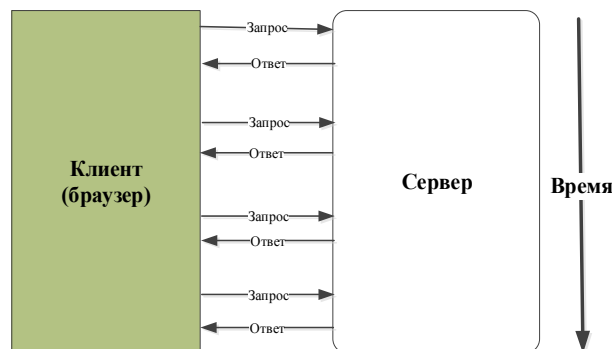 Запрос
Ответ
Запрос
Ответ
Клиент
(браузер)
Сервер
Время
Запрос
Ответ
Запрос
Ответ